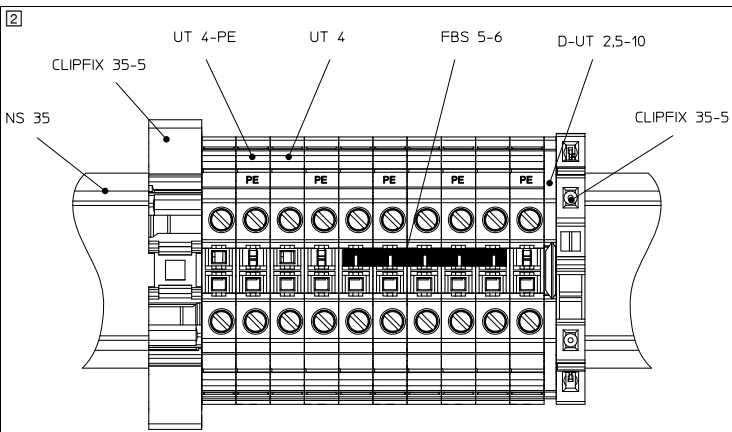 2
UT 4-PE UT 4 FBS 5-6 D-UT 2,5-10
CLIPFIX 35-5
NS 35 CLIPFIX 35-5
PE PE PE PE PE